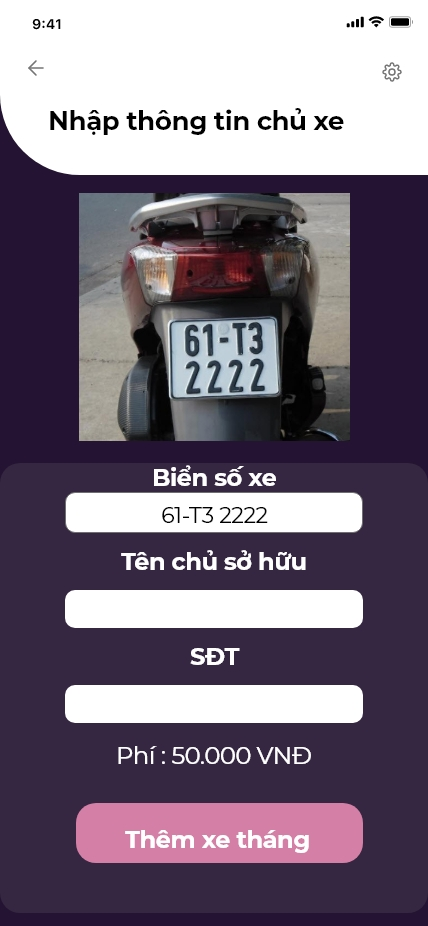 9:41
Nhập thông tin chủ xe
61-T3
2222
Biển số xe
61-T3 2222
Tên chủ sở hữu
SĐT
Phí : 50.000 VNĐ
Thêm xe tháng